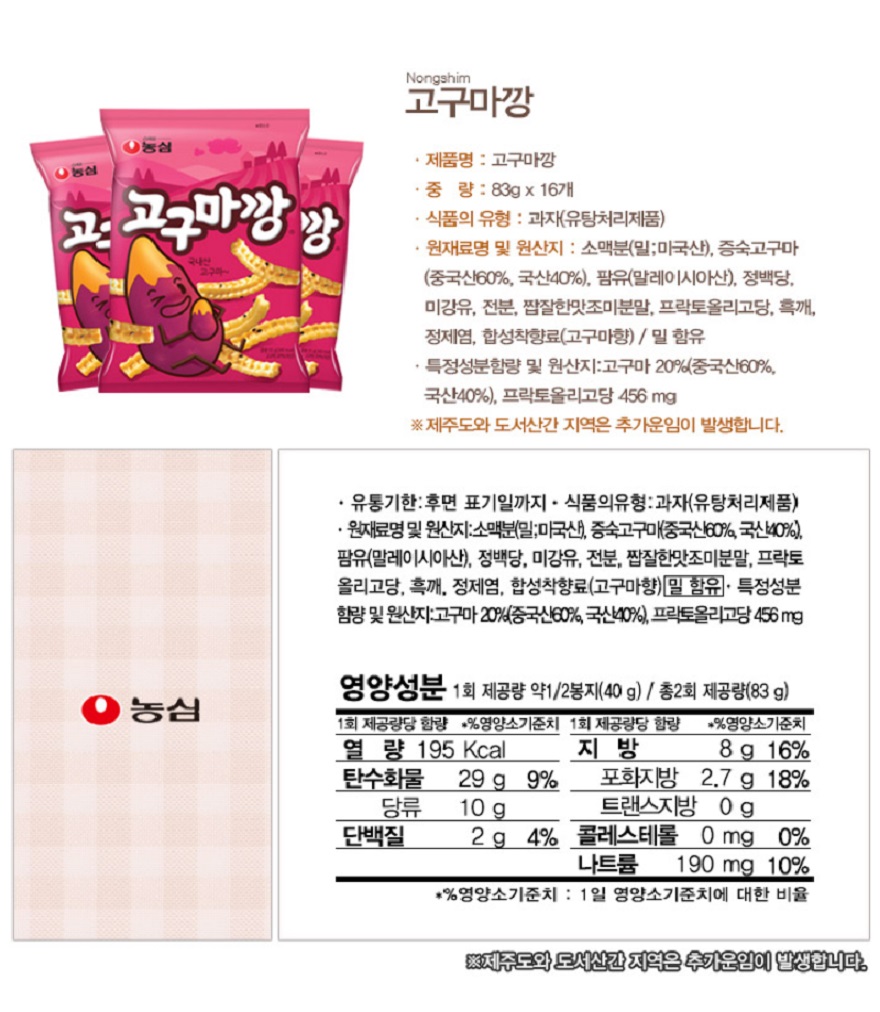 Nongshim
고구마깡
농심
농심
고구마깡
고구
깡
국내산
고구마~
· 제품명 : 고구마깡
· 중 량 : 83g x 16개
· 식품의 유형 : 과자(유탕처리제품)
· 원재료명 및 원산지 : 소맥분(밀;미국산), 증숙고구마
(중국산60%, 국산40%), 팜유(말레이시아산), 정백당,
미강유, 전분, 짭짤한맛조미분말, 프락토올리고당, 흑깨,
정제염, 합성착향료(고구마향) / 밀 함유
· 특정성분함량 및 원산지:고구마 20%(중국산60%,
국산40%), 프락토올리고당 456 mg
※제주도와 도서산간 지역은 추가운임이 발생합니다.
농심
· 유통기한:후면 표기일까지 · 식품의유형:과자(유탕처리제품)
· 원재료명 및 원산지:소맥분(밀;미국산), 증숙고구마(중국산60%, 국산40%),
팜유(말레이시아산), 정백당, 미강유, 전분, 짭짤한맛조미분말, 프락토
올리고당, 흑깨, 정제염, 합성착향료(고구마향) 밀 함유 · 특정성분
함량 및 원산지:고구마 20%(중국산60%, 국산40%), 프락토올리고당 456 mg
영양성분 1회 제공량 약1/2봉지(40 g) / 총2회 제공량(83 g)
1회 제공량당 함량 *%영양소기준치 1회 제공량당 함량 *%영양소기준치
열 량 195 Kcal 지 방 8 g 16%
탄수화물 29 g 9% 포화지방 2.7 g 18%
당류 10 g 트랜스지방 0 g
단백질 2 g 4% 콜레스테롤 0 mg 0%
나트륨 190 mg 10%
*%영양소기준치 : 1일 영양소기준치에 대한 비율
※제주도와 도서산간 지역은 추가운임이 발생합니다.